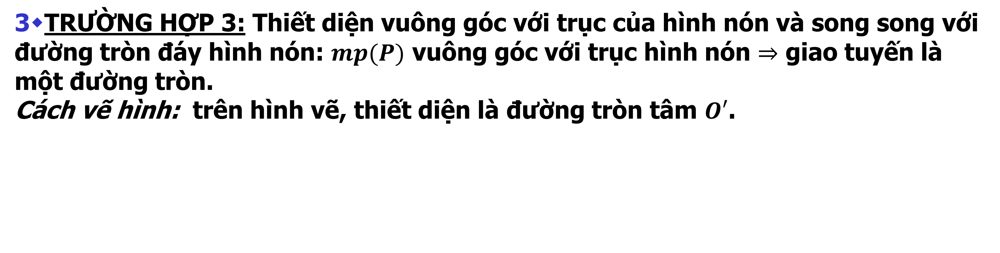 3◆TRƯỜNG HỢP 3: Thiết diện vuông góc với trục của hình nón và song song với
đường tròn đáy hình nón: mp(P) vuông góc với trục hình nón ⇒ giao tuyến là
một đường tròn.
Cách vẽ hình: trên hình vẽ, thiết diện là đường tròn tâm O′.